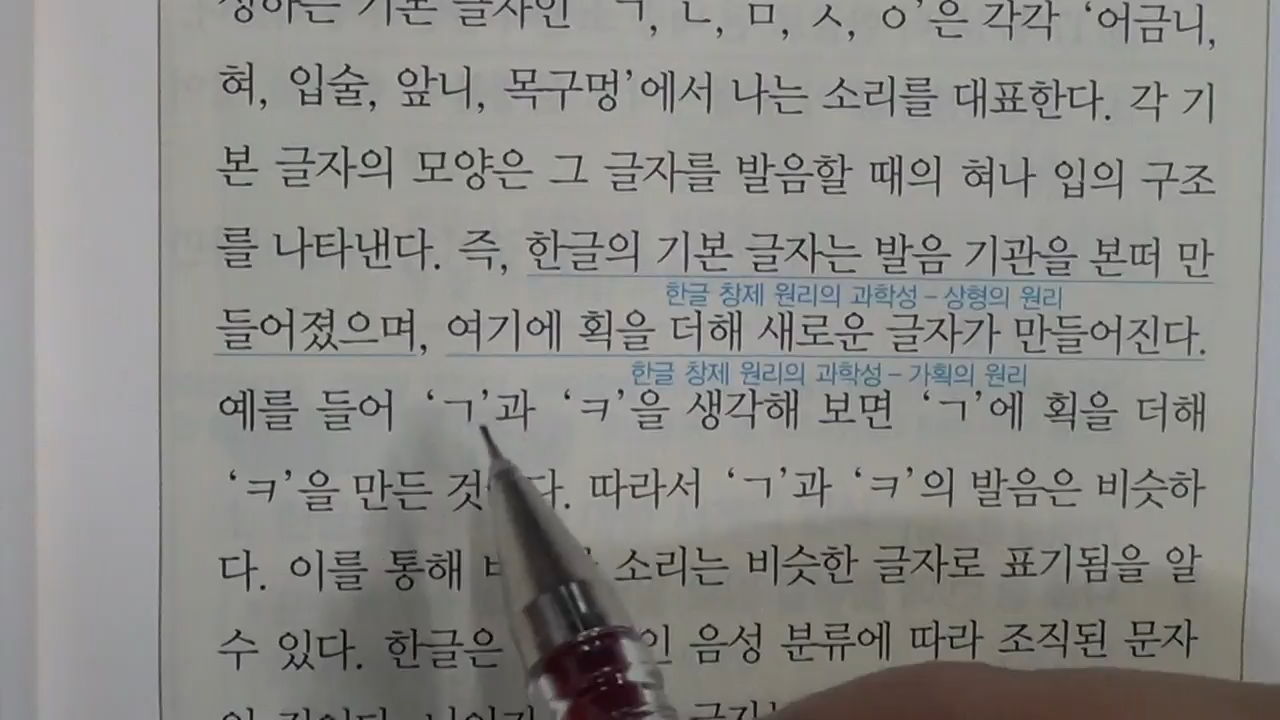 기본 글자인 'ㄱ, ㄴ, ㅁ, ㅅ, ㅇ'은 각각 '어금니,
혀, 입술, 앞니, 목구멍'에서 나는 소리를 대표한다. 각 기
본 글자의 모양은 그 글자를 발음할 때의 혀나 입의 구조
를 나타낸다. 즉, 한글의 기본 글자는 발음 기관을 본떠 만
한글 창제 원리의 과학성 – 상형의 원리
들어졌으며, 여기에 획을 더해 새로운 글자가 만들어진다.
한글 창제 원리의 과학성 – 가획의 원리
예를 들어 'ㄱ'과 'ㅋ'을 생각해 보면 'ㄱ'에 획을 더해
'ㅋ'을 만든 것 다. 따라서 'ㄱ'과 'ㅋ'의 발음은 비슷하
다. 이를 통해 소리는 비슷한 글자로 표기됨을 알
수 있다. 한글은 음성 분류에 따라 조직된 문자